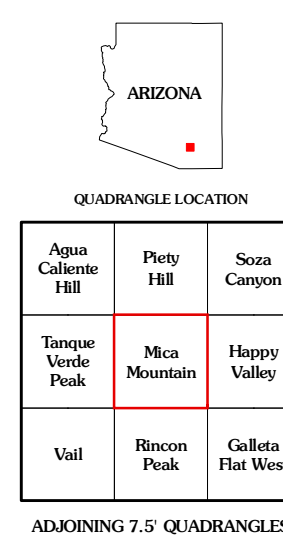 ARIZONA
QUADRANGLE LOCATION
Agua
Caliente
Hill
Piety
Hill
Soza
Canyon
Tanque
Verde
Peak
Mica
Mountain
Happy
Valley
Vail
Rincon
Peak
Galleta
Flat Wes
ADJOINING 7.5' QUADRANGLES